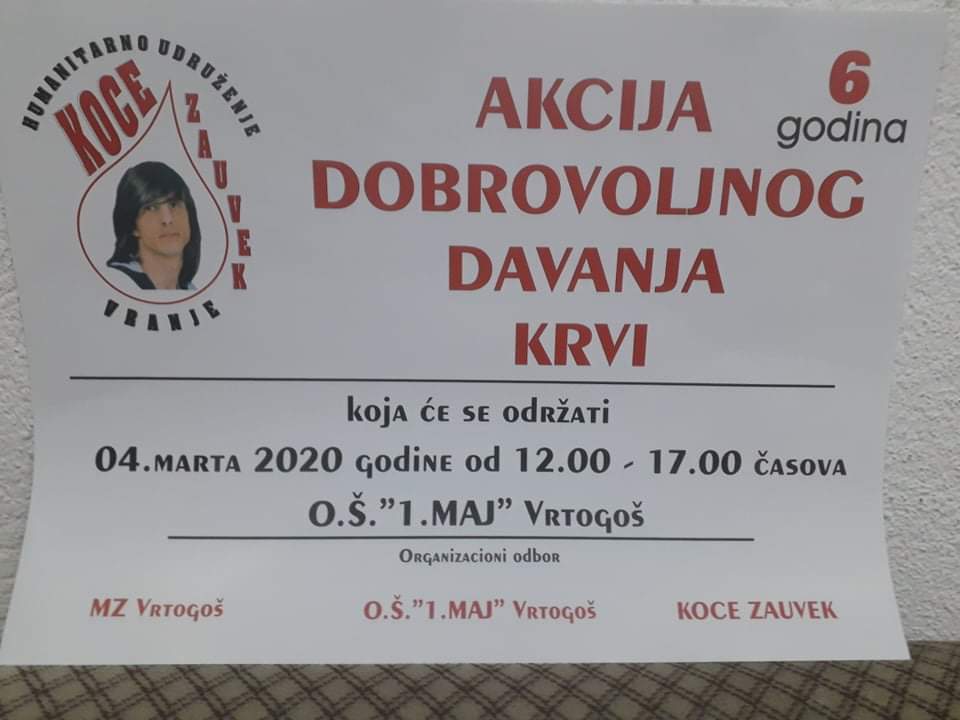 HUMANITARNO UDRUŽENJE
KOCE
ZAUVEK
VRANJE
6
godina
AKCIJA
DOBROVOLJNOG
DAVANJA
KRVI
koja će se održati
04.marta 2020 godine od 12.00 - 17.00 časova
O.Š."1.MAJ" Vrtogoš
Organizacioni odbor
MZ Vrtogoš
O.Š."1.MAJ" Vrtogoš
KOCE ZAUVEK